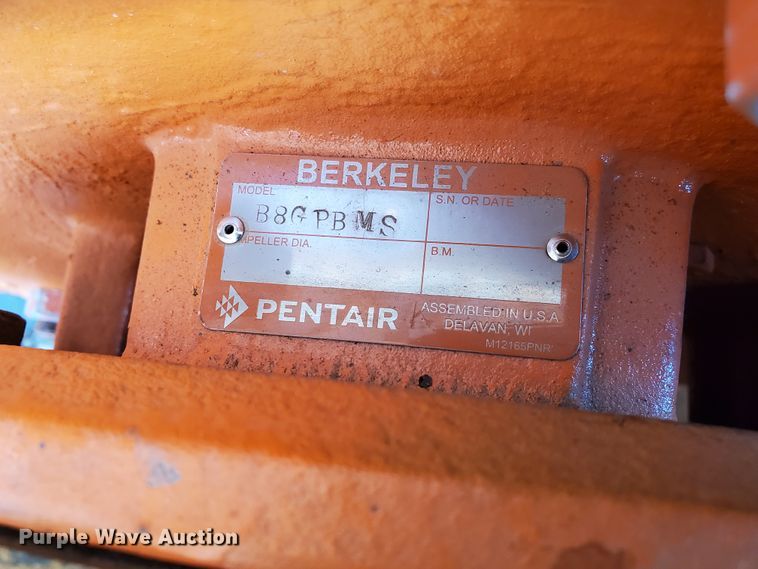 BERKELEY
MODEL
B8GPBMS
S.N. OR DATE
IMPELLER DIA.
B.M.
PENTAIR
ASSEMBLED IN U.S.A
DELAVAN, WI
M12165PNR
Purple Wave Auction